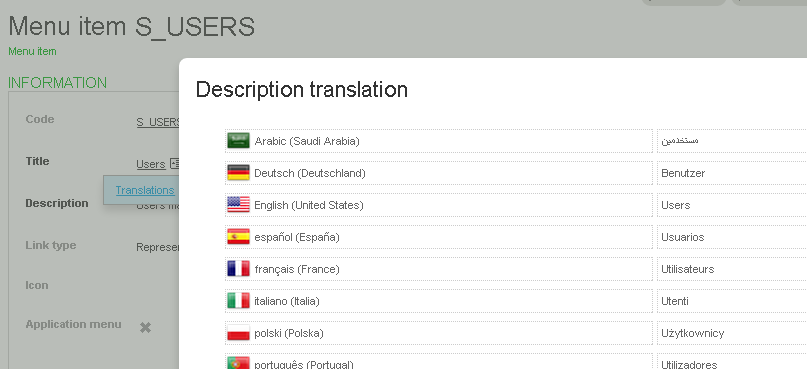 Menu item S_USERS
Menu item
INFORMATION
Description translation
Code S_USERS
Arabic (Saudi Arabia) مستخدمين
Title Users
Deutsch (Deutschland) Benutzer
Translations
Description Users
English (United States) Users
español (España) Usuarios
Link type Represen
français (France) Utilisateurs
Icon
italiano (Italia) Utenti
Application menu
polski (Polska) Użytkownicy
português (Portugal) Utilizadores